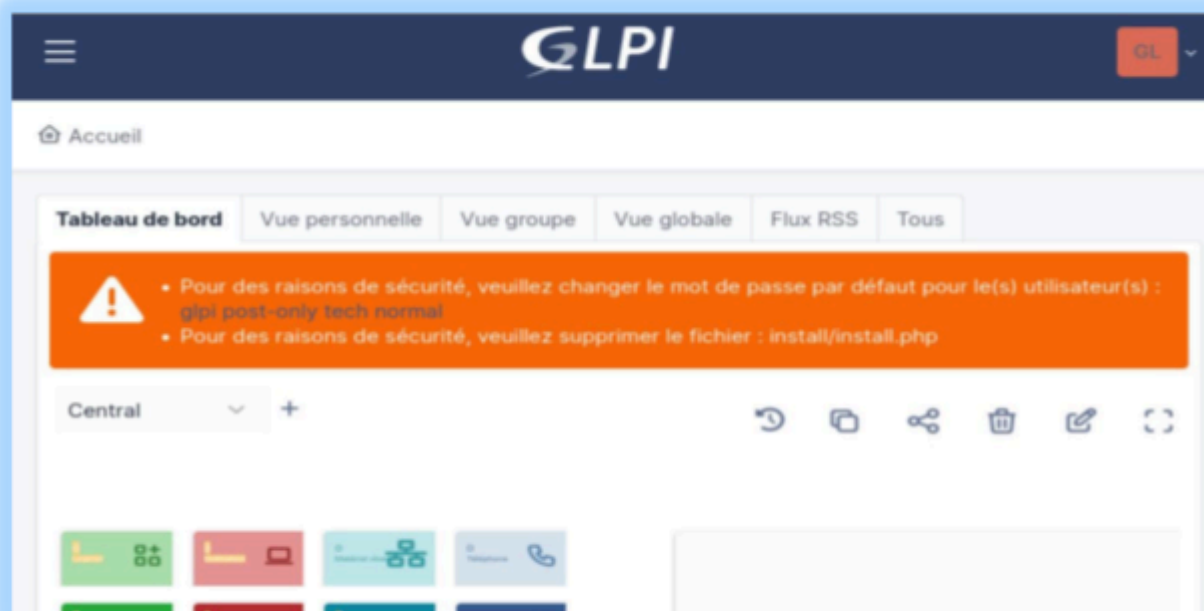 GLPI
GL
Accueil
Tableau de bord
Vue personnelle
Vue groupe
Vue globale
Flux RSS
Tous
• Pour des raisons de sécurité, veuillez changer le mot de passe par défaut pour le(s) utilisateur(s) :
glpi post-only tech normal
• Pour des raisons de sécurité, veuillez supprimer le fichier : install/install.php
Central